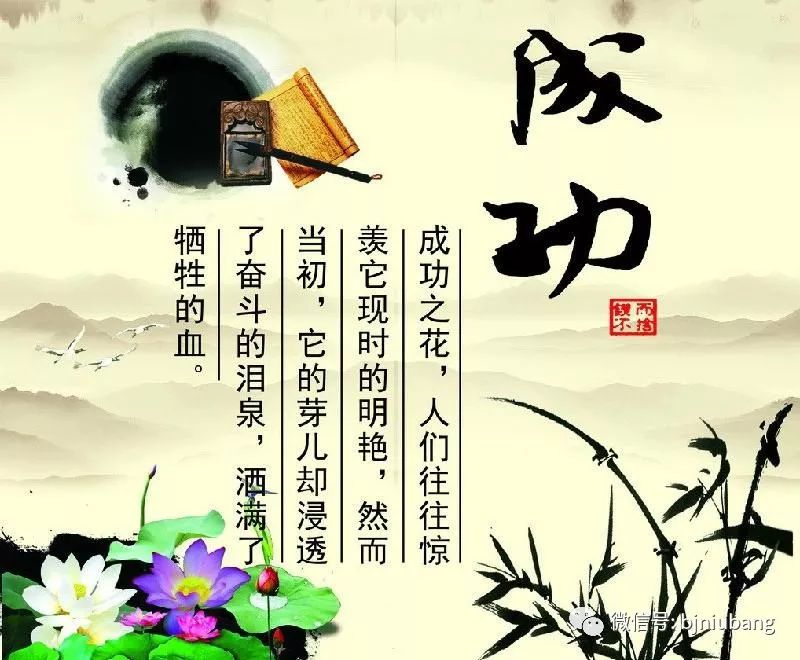 成功
成功之花，人们往往惊
羡它现时的明艳，然而
当初，它的芽儿却浸透
了奋斗的泪泉，洒满了
牺牲的血。
锲而
不捨
微信号: bjniubang